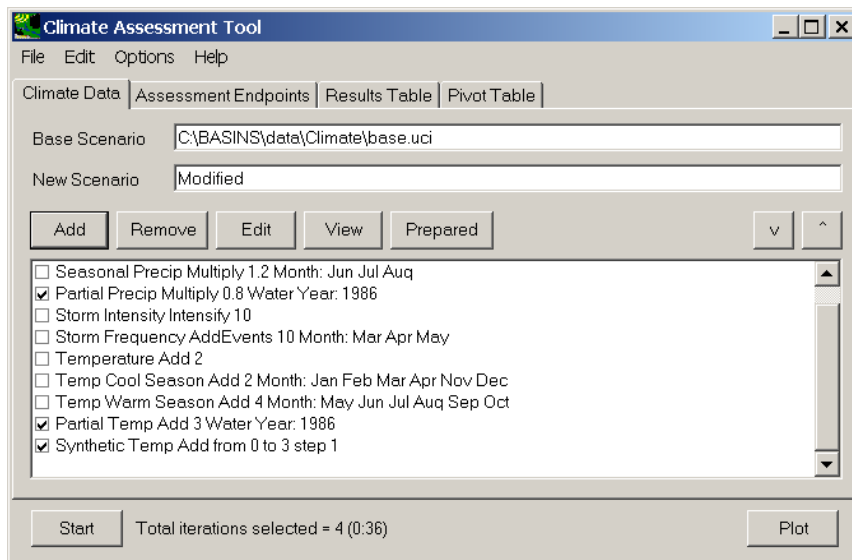 Climate Assessment Tool
File Edit Options Help
Climate Data Assessment Endpoints Results Table Pivot Table
Base Scenario C:\BASINS\data\Climate\base.uci
New Scenario Modified
Add Remove Edit View Prepared v ^
Seasonal Precip Multiply 1.2 Month: Jun Jul Aug
Partial Precip Multiply 0.8 Water Year: 1986
Storm Intensity Intensify 10
Storm Frequency AddEvents 10 Month: Mar Apr May
Temperature Add 2
Temp Cool Season Add 2 Month: Jan Feb Mar Apr Nov Dec
Temp Warm Season Add 4 Month: May Jun Jul Aug Sep Oct
Partial Temp Add 3 Water Year: 1986
Synthetic Temp Add from 0 to 3 step 1
Start Total iterations selected = 4 (0:36) Plot